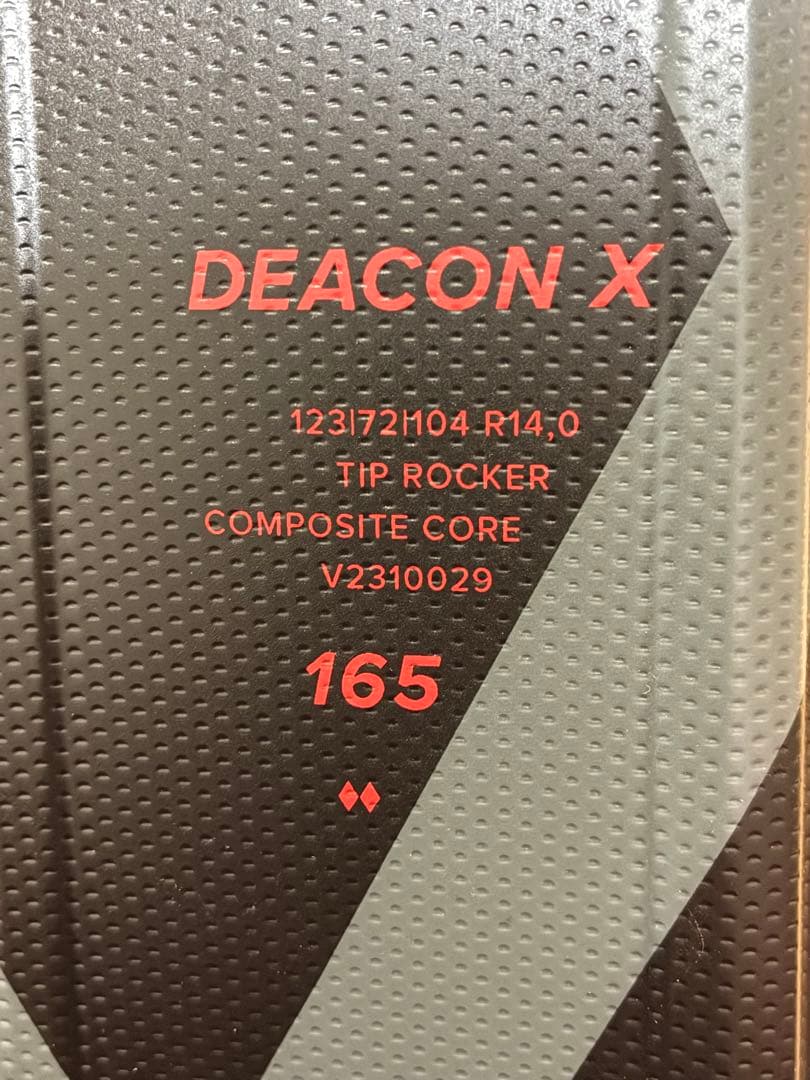 DEACON X
123|72|104 R14,0
TIP ROCKER
COMPOSITE CORE
V2310029
165